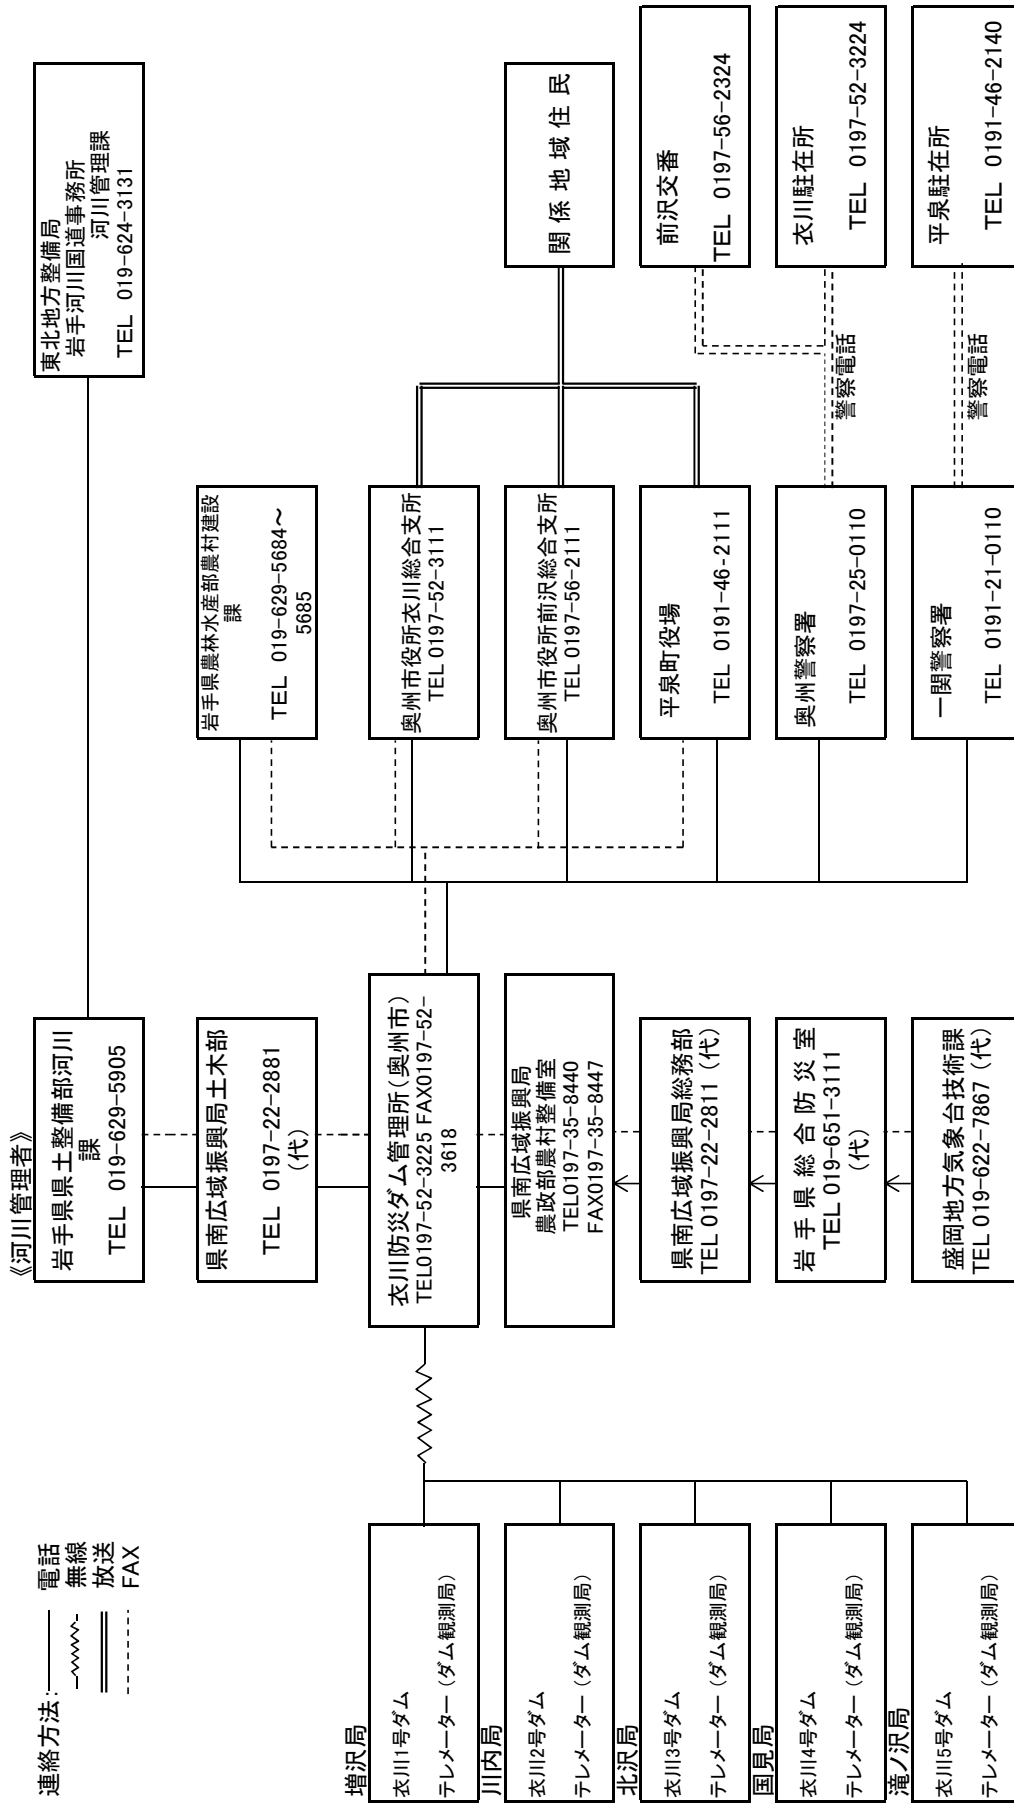 連絡方法:
電話
無線
放送
FAX
増沢局
衣川1号ダム
テレメーター(ダム観測局)
川内局
衣川2号ダム
テレメーター(ダム観測局)
北沢局
衣川3号ダム
テレメーター(ダム観測局)
国見局
衣川4号ダム
テレメーター(ダム観測局)
滝ノ沢局
衣川5号ダム
テレメーター(ダム観測局)
《河川管理者》
岩手県県土整備部河川
課
TEL 019-629-5905
県南広域振興局土木部
TEL 0197-22-2881
(代)
衣川防災ダム管理所(奥州市)
TEL0197-52-3225 FAX0197-52-
3618
県南広域振興局
農政部農村整備室
TEL0197-35-8440
FAX0197-35-8447
県南広域振興局総務部
TEL 0197-22-2811 (代)
岩手県総合防災室
TEL 019-651-3111
(代)
盛岡地方気象台技術課
TEL 019-622-7867 (代)
岩手県農林水産部農村建設
課
TEL 019-629-5684~
5685
奥州市役所衣川総合支所
TEL 0197-52-3111
奥州市役所前沢総合支所
TEL 0197-56-2111
平泉町役場
TEL 0191-46-2111
奥州警察署
TEL 0197-25-0110
一関警察署
TEL 0191-21-0110
警察電話
警察電話
東北地方整備局
岩手河川国道事務所
河川管理課
TEL 019-624-3131
関係地域住民
前沢交番
TEL 0197-56-2324
衣川駐在所
TEL 0197-52-3224
平泉駐在所
TEL 0191-46-2140